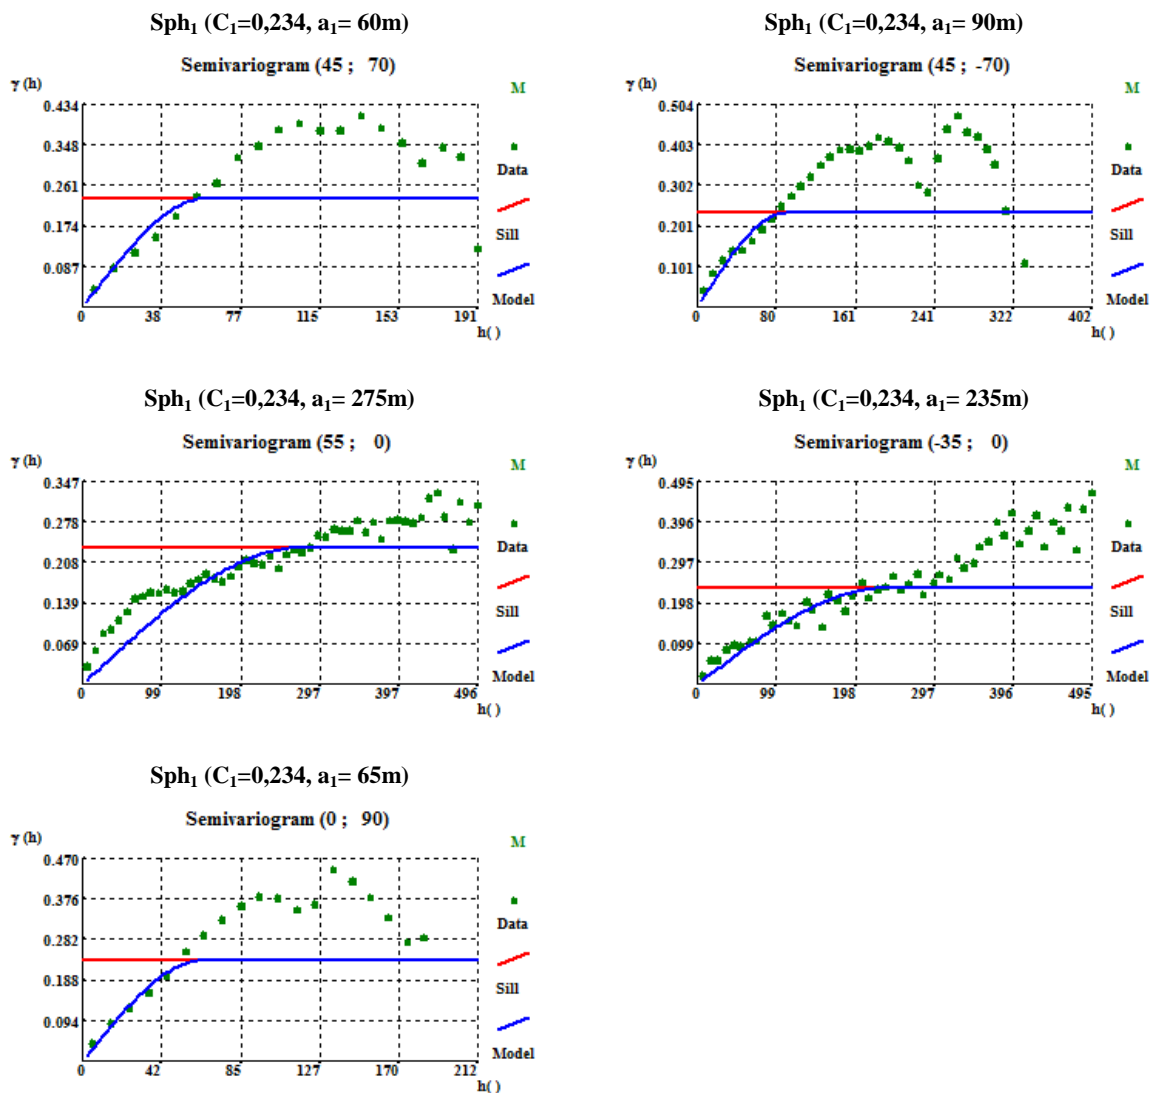 Sph₁ (C₁=0,234, a₁= 60m)
Semivariogram (45 ; 70)
γ (h)
M
0.434
0.348
0.261
0.174
0.087
Data
Sill
Model
0 38 77 115 153 191
h( )
Sph₁ (C₁=0,234, a₁= 90m)
Semivariogram (45 ; -70)
γ (h)
M
0.504
0.403
0.302
0.201
0.101
Data
Sill
Model
0 80 161 241 322 402
h( )
Sph₁ (C₁=0,234, a₁= 275m)
Semivariogram (55 ; 0)
γ (h)
M
0.347
0.278
0.208
0.139
0.069
Data
Sill
Model
0 99 198 297 397 496
h( )
Sph₁ (C₁=0,234, a₁= 235m)
Semivariogram (-35 ; 0)
γ (h)
M
0.495
0.396
0.297
0.198
0.099
Data
Sill
Model
0 99 198 297 396 495
h( )
Sph₁ (C₁=0,234, a₁= 65m)
Semivariogram (0 ; 90)
γ (h)
M
0.470
0.376
0.282
0.188
0.094
Data
Sill
Model
0 42 85 127 170 212
h( )